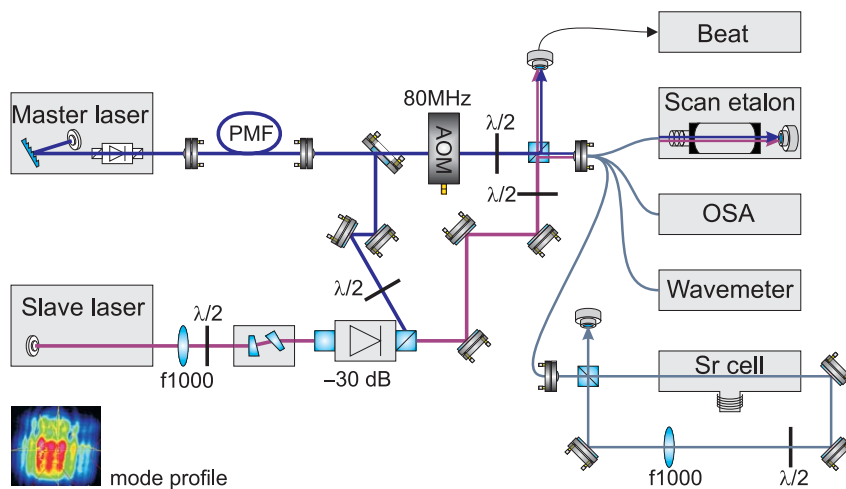 Beat
80MHz
Master laser
Scan etalon
PMF
AOM
λ/2
λ/2
OSA
λ/2
Wavemeter
Slave laser
λ/2
f1000
–30 dB
Sr cell
mode profile
f1000
λ/2